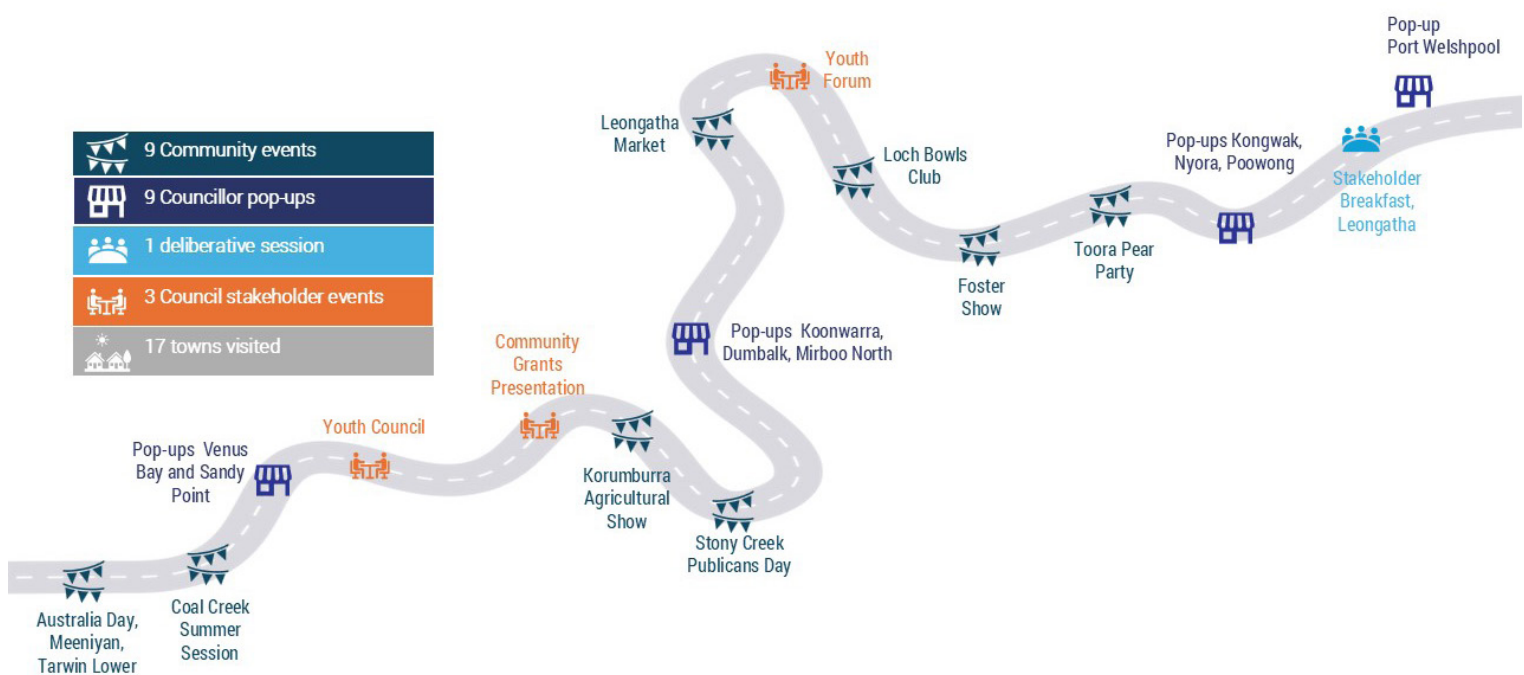 9 Community events
9 Councillor pop-ups
1 deliberative session
3 Council stakeholder events
17 towns visited
Australia Day,
Meeniyan,
Tarwin Lower
Coal Creek
Summer
Session
Pop-ups Venus
Bay and Sandy
Point
Youth Council
Community
Grants
Presentation
Korumburra
Agricultural
Show
Stony Creek
Publicans Day
Pop-ups Koonwarra,
Dumbalk, Mirboo North
Leongatha
Market
Youth
Forum
Loch Bowls
Club
Foster
Show
Toora Pear
Party
Pop-ups Kongwak,
Nyora, Poowong
Stakeholder
Breakfast,
Leongatha
Pop-up
Port Welshpool